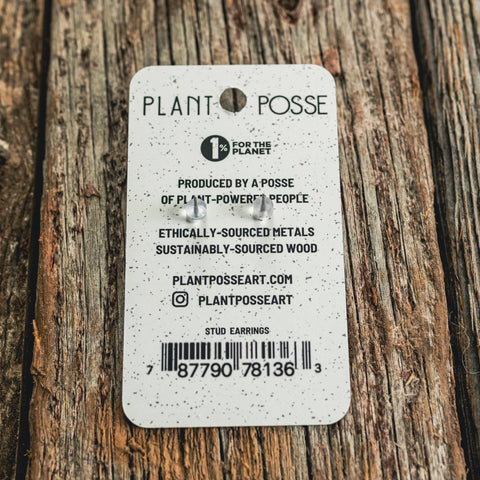 PLANT POSSE
1% FOR THE
PLANET
PRODUCED BY A POSSE
OF PLANT-POWERED PEOPLE
ETHICALLY-SOURCED METALS
SUSTAINABLY-SOURCED WOOD
PLANTPOSSEART.COM
PLANTPOSSEART
STUD EARRINGS
7 87790 78136 3